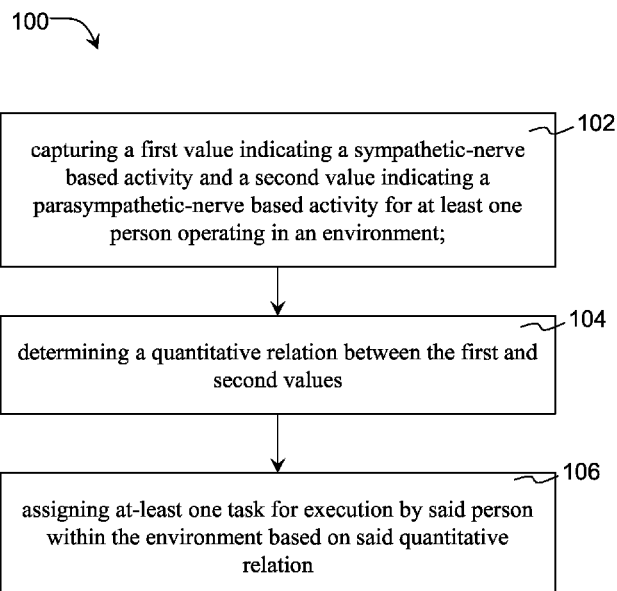 100
102
capturing a first value indicating a sympathetic-nerve
based activity and a second value indicating a
parasympathetic-nerve based activity for at least one
person operating in an environment;
104
determining a quantitative relation between the first and
second values
106
assigning at-least one task for execution by said person
within the environment based on said quantitative
relation